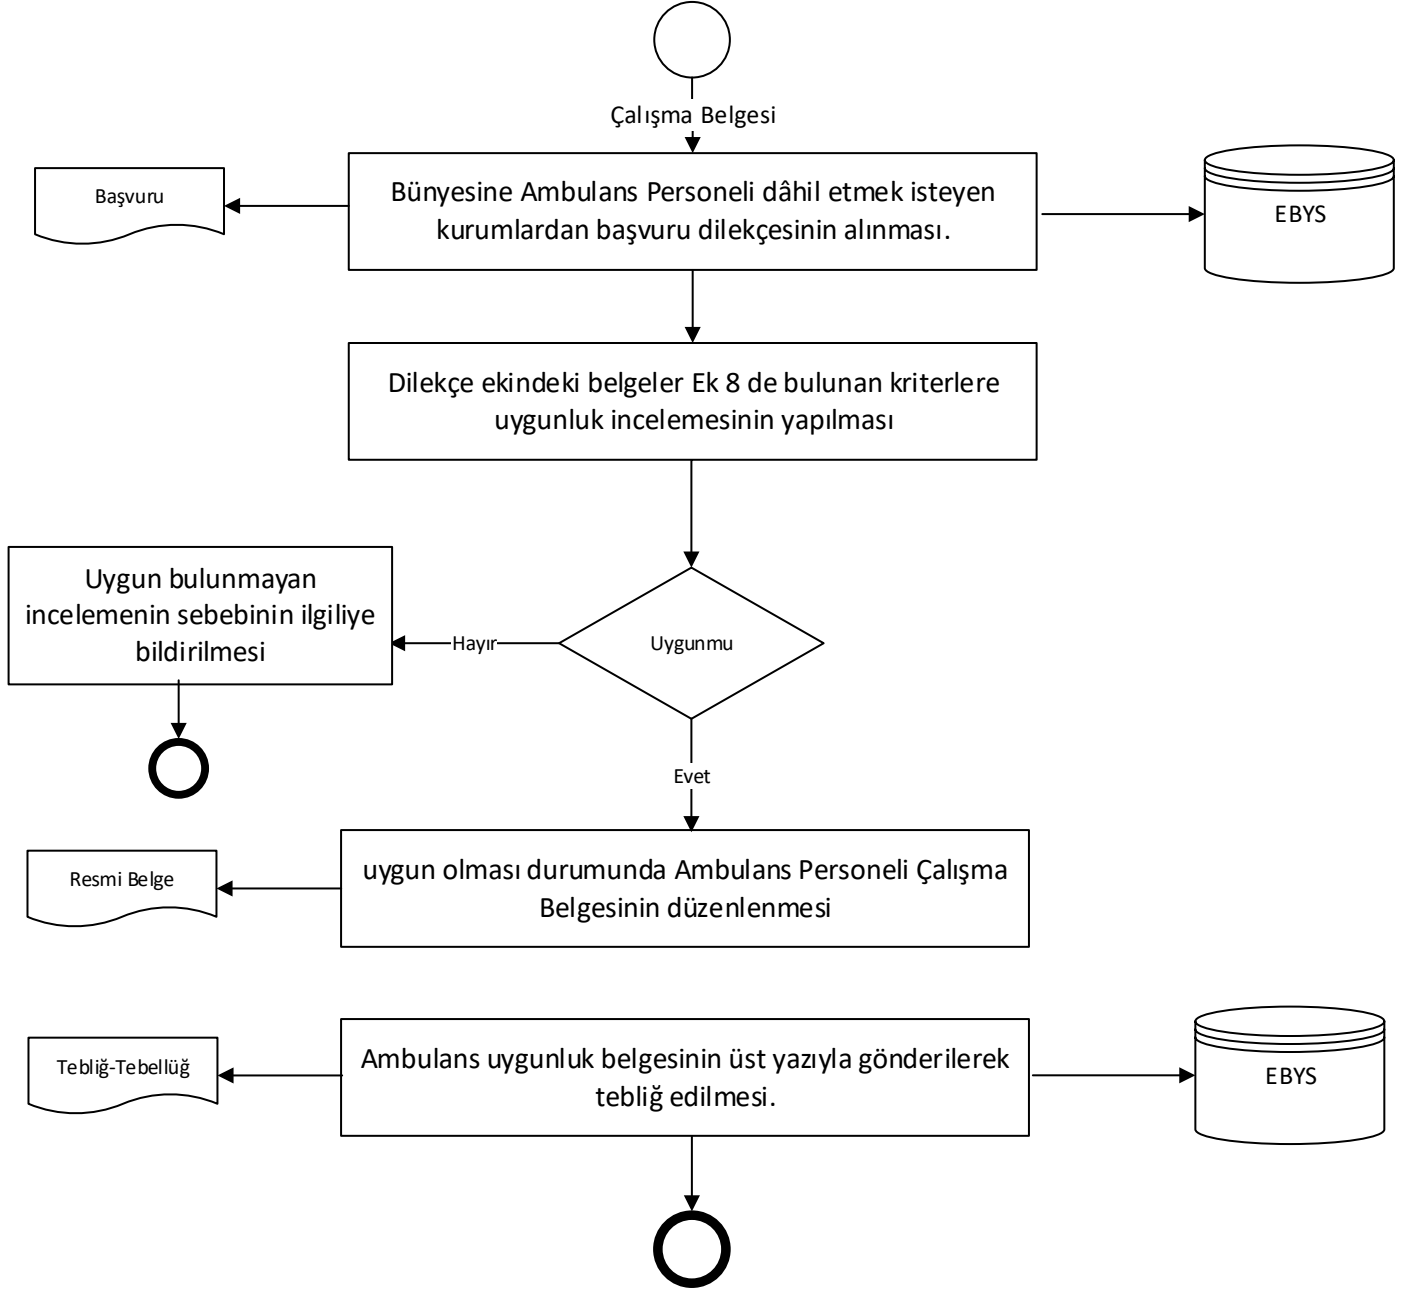 Çalışma Belgesi
Başvuru
Bünyesine Ambulans Personeli dâhil etmek isteyen
kurumlardan başvuru dilekçesinin alınması.
EBYS
Dilekçe ekindeki belgeler Ek 8 de bulunan kriterlere
uygunluk incelemesinin yapılması
Uygun bulunmayan
incelemenin sebebinin ilgiliye
bildirilmesi
Hayır
Uygunmu
Evet
Resmi Belge
uygun olması durumunda Ambulans Personeli Çalışma
Belgesinin düzenlenmesi
Tebliğ-Tebellüğ
Ambulans uygunluk belgesinin üst yazıyla gönderilerek
tebliğ edilmesi.
EBYS